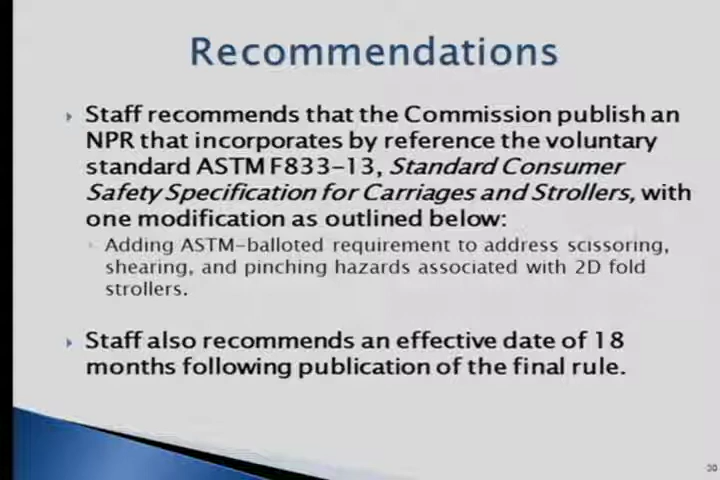 Recommendations
Staff recommends that the Commission publish an
NPR that incorporates by reference the voluntary
standard ASTM F833-13, Standard Consumer
Safety Specification for Carriages and Strollers, with
one modification as outlined below:
Adding ASTM-balloted requirement to address scissoring,
shearing, and pinching hazards associated with 2D fold
strollers.
Staff also recommends an effective date of 18
months following publication of the final rule.